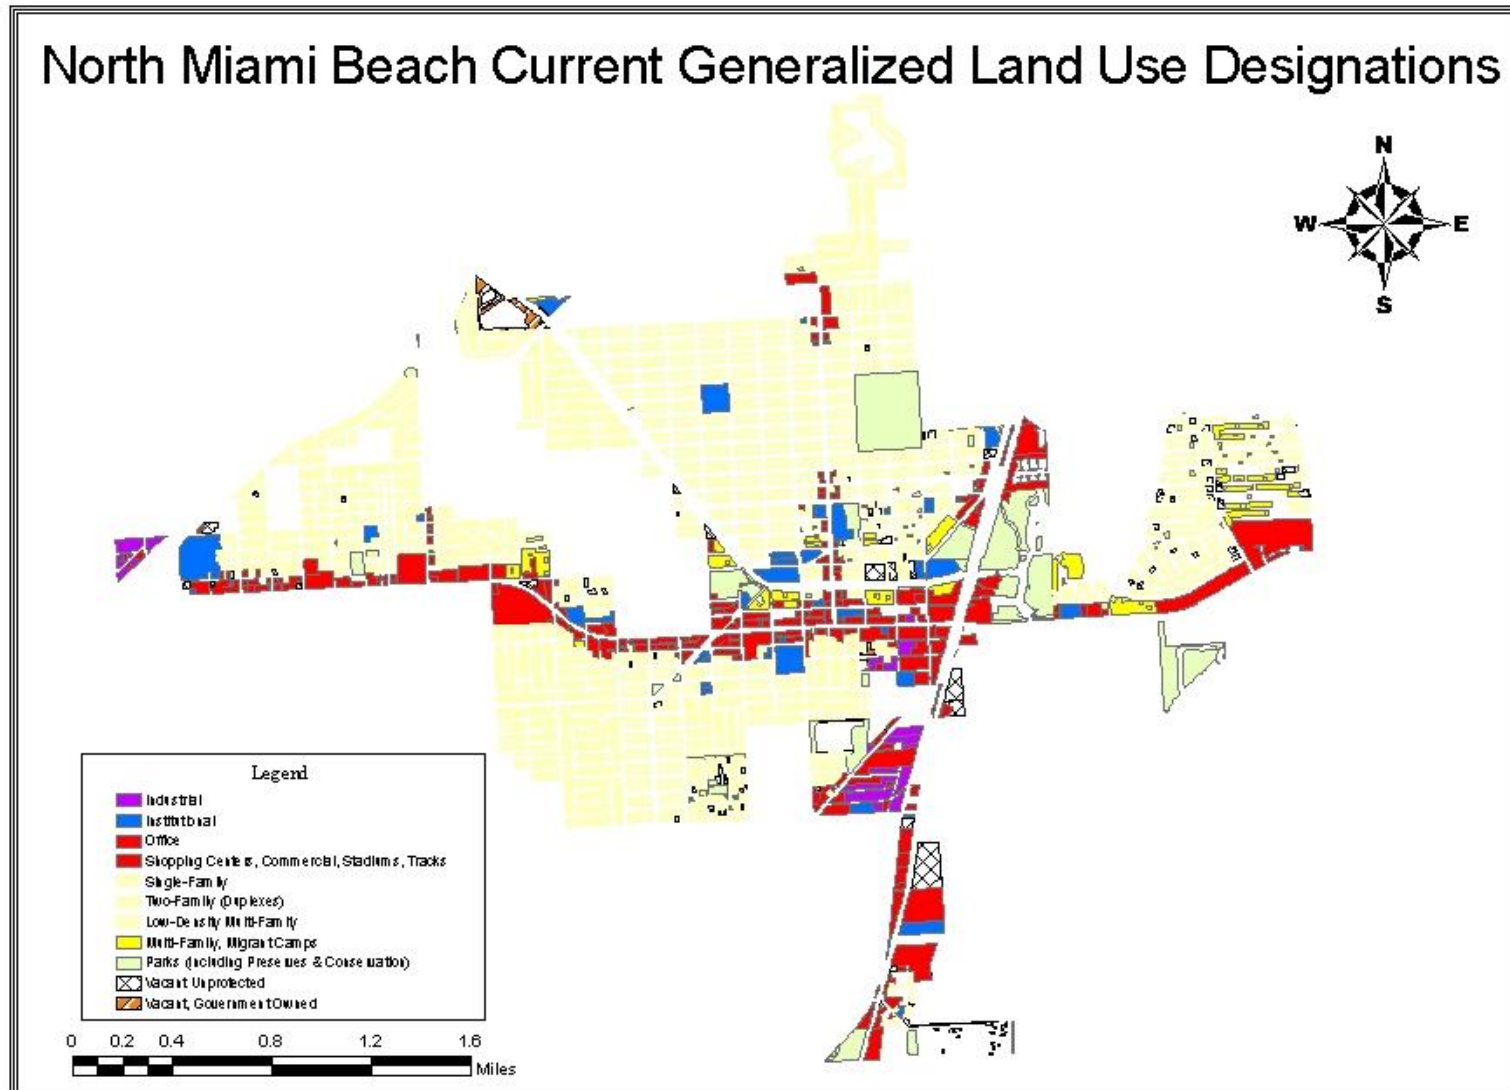 North Miami Beach Current Generalized Land Use Designations
N
W E
S
Legend
Industrial
Institutional
Office
Shopping Centers, Commercial, Stadiums, Tracks
Single-Family
Two-Family (Duplexes)
Low-Density Multi-Family
Multi-Family, Migrant Camps
Parks (Including Preserves & Conservation)
Vacant Unprotected
Vacant, Government Owned
0 0.2 0.4 0.8 1.2 1.6
Miles